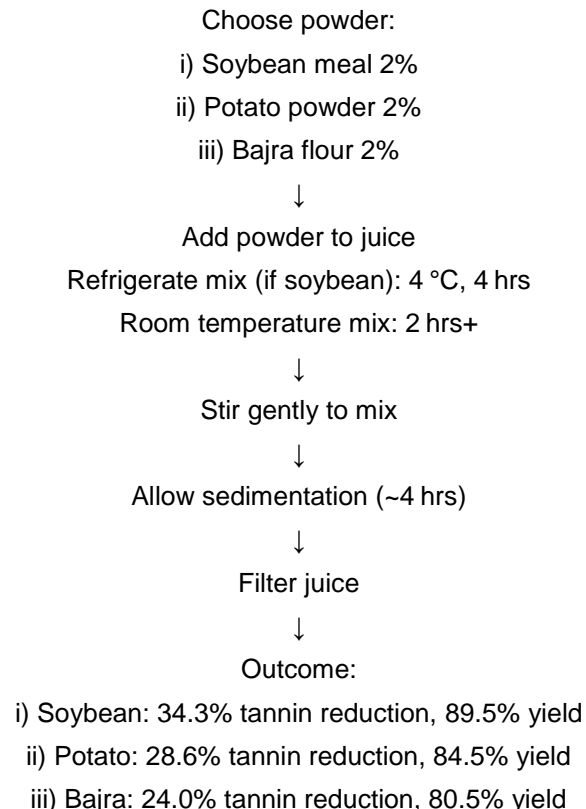 Choose powder:
i) Soybean meal 2%
ii) Potato powder 2%
iii) Bajra flour 2%
↓
Add powder to juice
Refrigerate mix (if soybean): 4 °C, 4 hrs
Room temperature mix: 2 hrs+
↓
Stir gently to mix
↓
Allow sedimentation (~4 hrs)
↓
Filter juice
↓
Outcome:
i) Soybean: 34.3% tannin reduction, 89.5% yield
ii) Potato: 28.6% tannin reduction, 84.5% yield
iii) Bajra: 24.0% tannin reduction, 80.5% yield